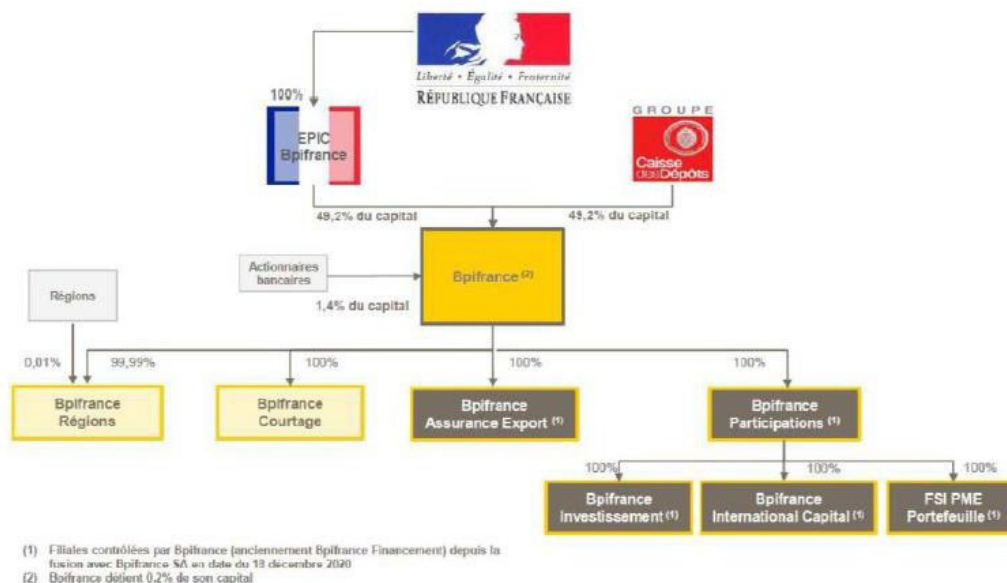 Liberté • Égalité • Fraternité
RÉPUBLIQUE FRANÇAISE
GROUPE
Caisse
des Dépôts
100%
EPIC
Bpifrance
49,2% du capital
49,2% du capital
Actionnaires
bancaires
Bpifrance (2)
1,4% du capital
Régions
0,01%
99,99%
100%
100%
100%
Bpifrance
Régions
Bpifrance
Courtage
Bpifrance
Assurance Export (1)
Bpifrance
Participations (1)
100%
100%
100%
Bpifrance
Investissement (1)
Bpifrance
International Capital (1)
FSI PME
Portefeuille (1)
(1) Filiales contrôlées par Bpifrance (anciennement Bpifrance Financement) depuis la
fusion avec Bpifrance SA en date du 18 décembre 2020
(2) Bpifrance détient 0,2% de son capital